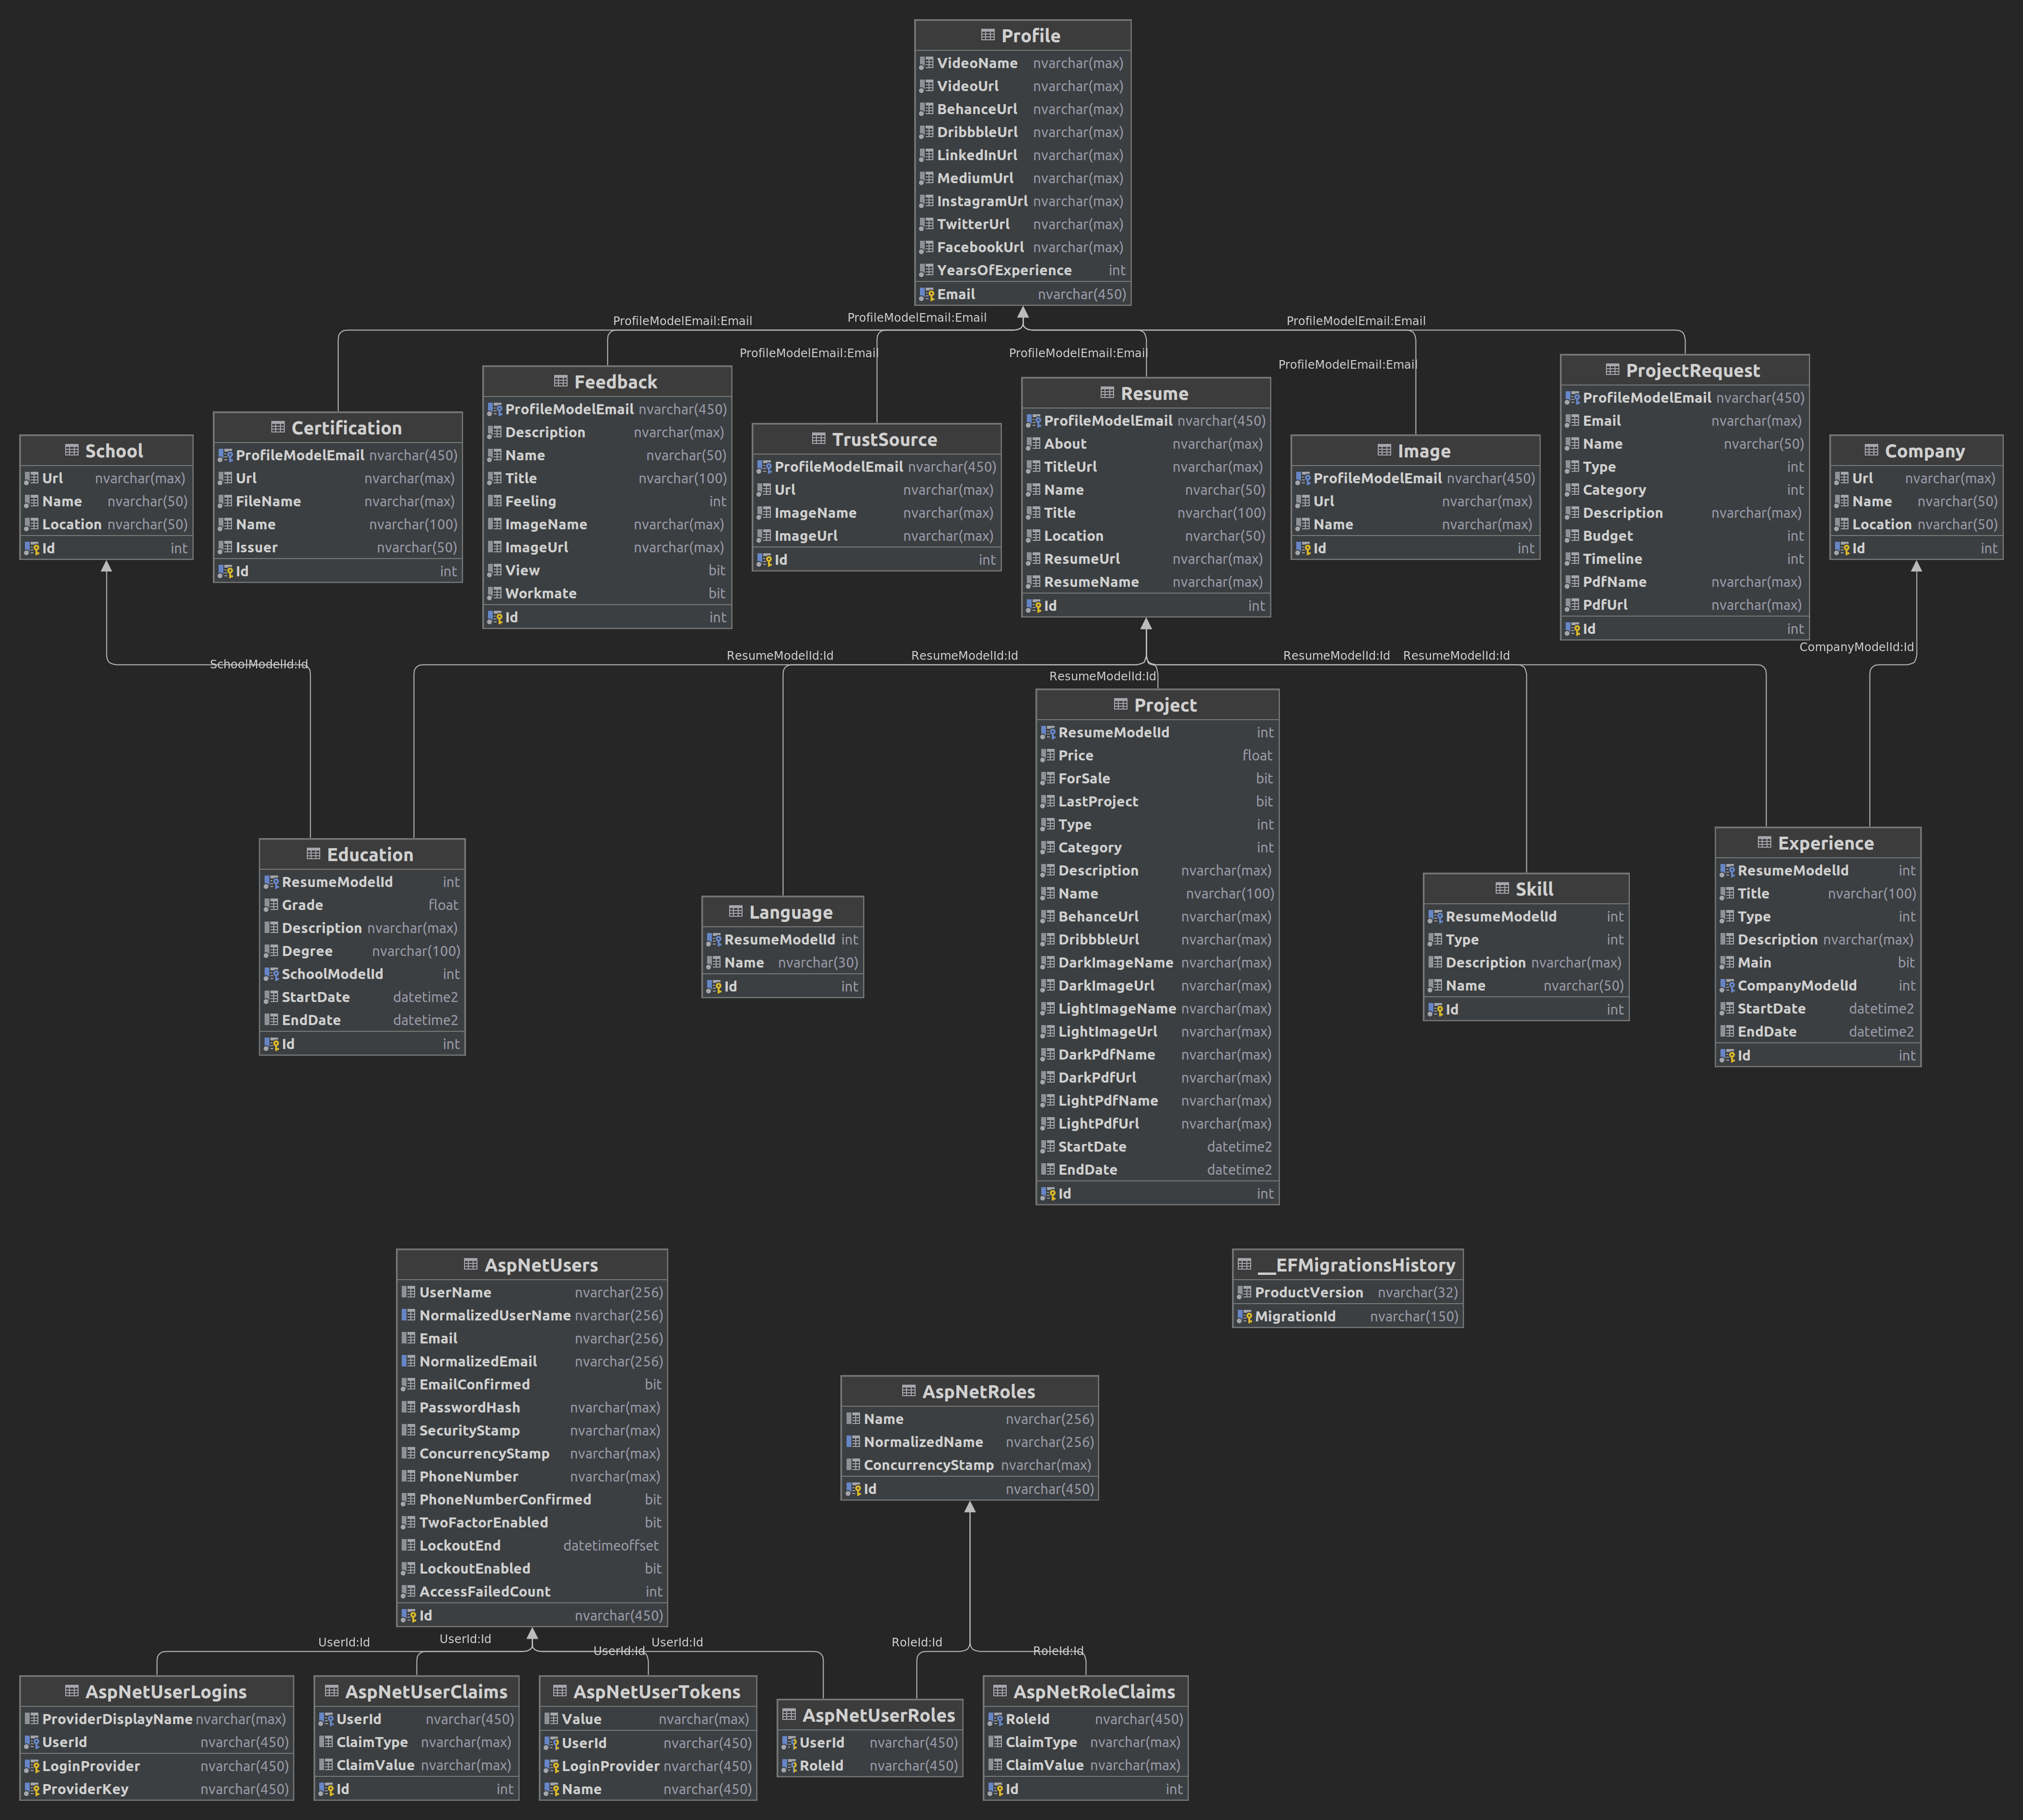 Profile
VideoName nvarchar(max)
VideoUrl nvarchar(max)
BehanceUrl nvarchar(max)
DribbbleUrl nvarchar(max)
LinkedInUrl nvarchar(max)
MediumUrl nvarchar(max)
InstagramUrl nvarchar(max)
TwitterUrl nvarchar(max)
FacebookUrl nvarchar(max)
YearsOfExperience int
Email nvarchar(450)
ProfileModelEmail:Email
ProfileModelEmail:Email
ProfileModelEmail:Email
ProfileModelEmail:Email
ProfileModelEmail:Email
ProfileModelEmail:Email
School
Url nvarchar(max)
Name nvarchar(50)
Location nvarchar(50)
Id int
Certification
ProfileModelEmail nvarchar(450)
Url nvarchar(max)
FileName nvarchar(max)
Name nvarchar(100)
Issuer nvarchar(50)
Id int
Feedback
ProfileModelEmail nvarchar(450)
Description nvarchar(max)
Name nvarchar(50)
Title nvarchar(100)
Feeling int
ImageName nvarchar(max)
ImageUrl nvarchar(max)
View bit
Workmate bit
Id int
TrustSource
ProfileModelEmail nvarchar(450)
Url nvarchar(max)
ImageName nvarchar(max)
ImageUrl nvarchar(max)
Id int
Resume
ProfileModelEmail nvarchar(450)
About nvarchar(max)
TitleUrl nvarchar(max)
Name nvarchar(50)
Title nvarchar(100)
Location nvarchar(50)
ResumeUrl nvarchar(max)
ResumeName nvarchar(max)
Id int
Image
ProfileModelEmail nvarchar(450)
Url nvarchar(max)
Name nvarchar(max)
Id int
ProjectRequest
ProfileModelEmail nvarchar(450)
Email nvarchar(max)
Name nvarchar(50)
Type int
Category int
Description nvarchar(max)
Budget int
Timeline int
PdfName nvarchar(max)
PdfUrl nvarchar(max)
Id int
Company
Url nvarchar(max)
Name nvarchar(50)
Location nvarchar(50)
Id int
SchoolModelId:Id
ResumeModelId:Id
ResumeModelId:Id
ResumeModelId:Id
ResumeModelId:Id
ResumeModelId:Id
CompanyModelId:Id
Education
ResumeModelId int
Grade float
Description nvarchar(max)
Degree nvarchar(100)
SchoolModelId int
StartDate datetime2
EndDate datetime2
Id int
Language
ResumeModelId int
Name nvarchar(30)
Id int
Project
ResumeModelId int
Price float
ForSale bit
LastProject bit
Type int
Category int
Description nvarchar(max)
Name nvarchar(100)
BehanceUrl nvarchar(max)
DribbbleUrl nvarchar(max)
DarkImageName nvarchar(max)
DarkImageUrl nvarchar(max)
LightImageName nvarchar(max)
LightImageUrl nvarchar(max)
DarkPdfName nvarchar(max)
DarkPdfUrl nvarchar(max)
LightPdfName nvarchar(max)
LightPdfUrl nvarchar(max)
StartDate datetime2
EndDate datetime2
Id int
Skill
ResumeModelId int
Type int
Description nvarchar(max)
Name nvarchar(50)
Id int
Experience
ResumeModelId int
Title nvarchar(100)
Type int
Description nvarchar(max)
Main bit
CompanyModelId int
StartDate datetime2
EndDate datetime2
Id int
AspNetUsers
UserName nvarchar(256)
NormalizedUserName nvarchar(256)
Email nvarchar(256)
NormalizedEmail nvarchar(256)
EmailConfirmed bit
PasswordHash nvarchar(max)
SecurityStamp nvarchar(max)
ConcurrencyStamp nvarchar(max)
PhoneNumber nvarchar(max)
PhoneNumberConfirmed bit
TwoFactorEnabled bit
LockoutEnd datetimeoffset
LockoutEnabled bit
AccessFailedCount int
Id nvarchar(450)
__EFMigrationsHistory
ProductVersion nvarchar(32)
MigrationId nvarchar(150)
AspNetRoles
Name nvarchar(256)
NormalizedName nvarchar(256)
ConcurrencyStamp nvarchar(max)
Id nvarchar(450)
UserId:Id
UserId:Id
UserId:Id
UserId:Id
RoleId:Id
RoleId:Id
AspNetUserLogins
ProviderDisplayName nvarchar(max)
UserId nvarchar(450)
LoginProvider nvarchar(450)
ProviderKey nvarchar(450)
AspNetUserClaims
UserId nvarchar(450)
ClaimType nvarchar(max)
ClaimValue nvarchar(max)
Id int
AspNetUserTokens
Value nvarchar(max)
UserId nvarchar(450)
LoginProvider nvarchar(450)
Name nvarchar(450)
AspNetUserRoles
UserId nvarchar(450)
RoleId nvarchar(450)
AspNetRoleClaims
RoleId nvarchar(450)
ClaimType nvarchar(max)
ClaimValue nvarchar(max)
Id int